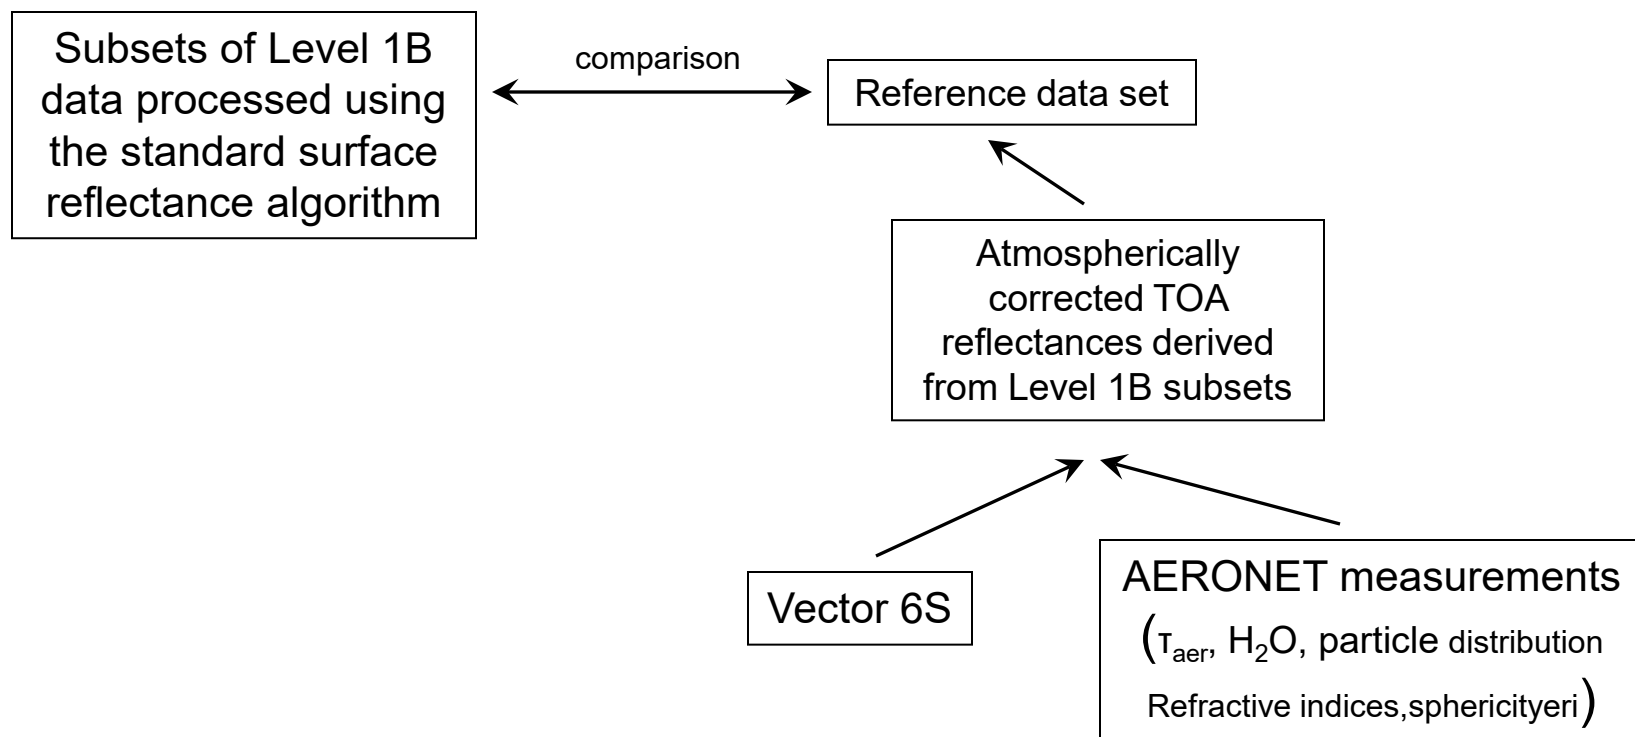 Subsets of Level 1B
data processed using
the standard surface
reflectance algorithm
comparison
Reference data set
Atmospherically
corrected TOA
reflectances derived
from Level 1B subsets
Vector 6S
AERONET measurements
(τaer, H2O, particle distribution
Refractive indices,sphericityeri)